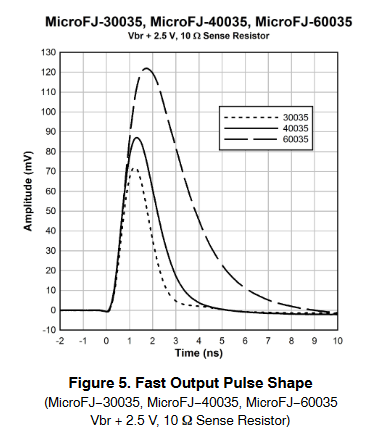 MicroFJ-30035, MicroFJ-40035, MicroFJ-60035
Vbr + 2.5 V, 10 Ω Sense Resistor
130
120
110
100
90
80
70
60
50
40
30
20
10
0
-10
Amplitude (mV)
30035
40035
60035
-2 -1 0 1 2 3 4 5 6 7 8 9 10
Time (ns)
Figure 5. Fast Output Pulse Shape
(MicroFJ−30035, MicroFJ−40035, MicroFJ−60035
Vbr + 2.5 V, 10 Ω Sense Resistor)